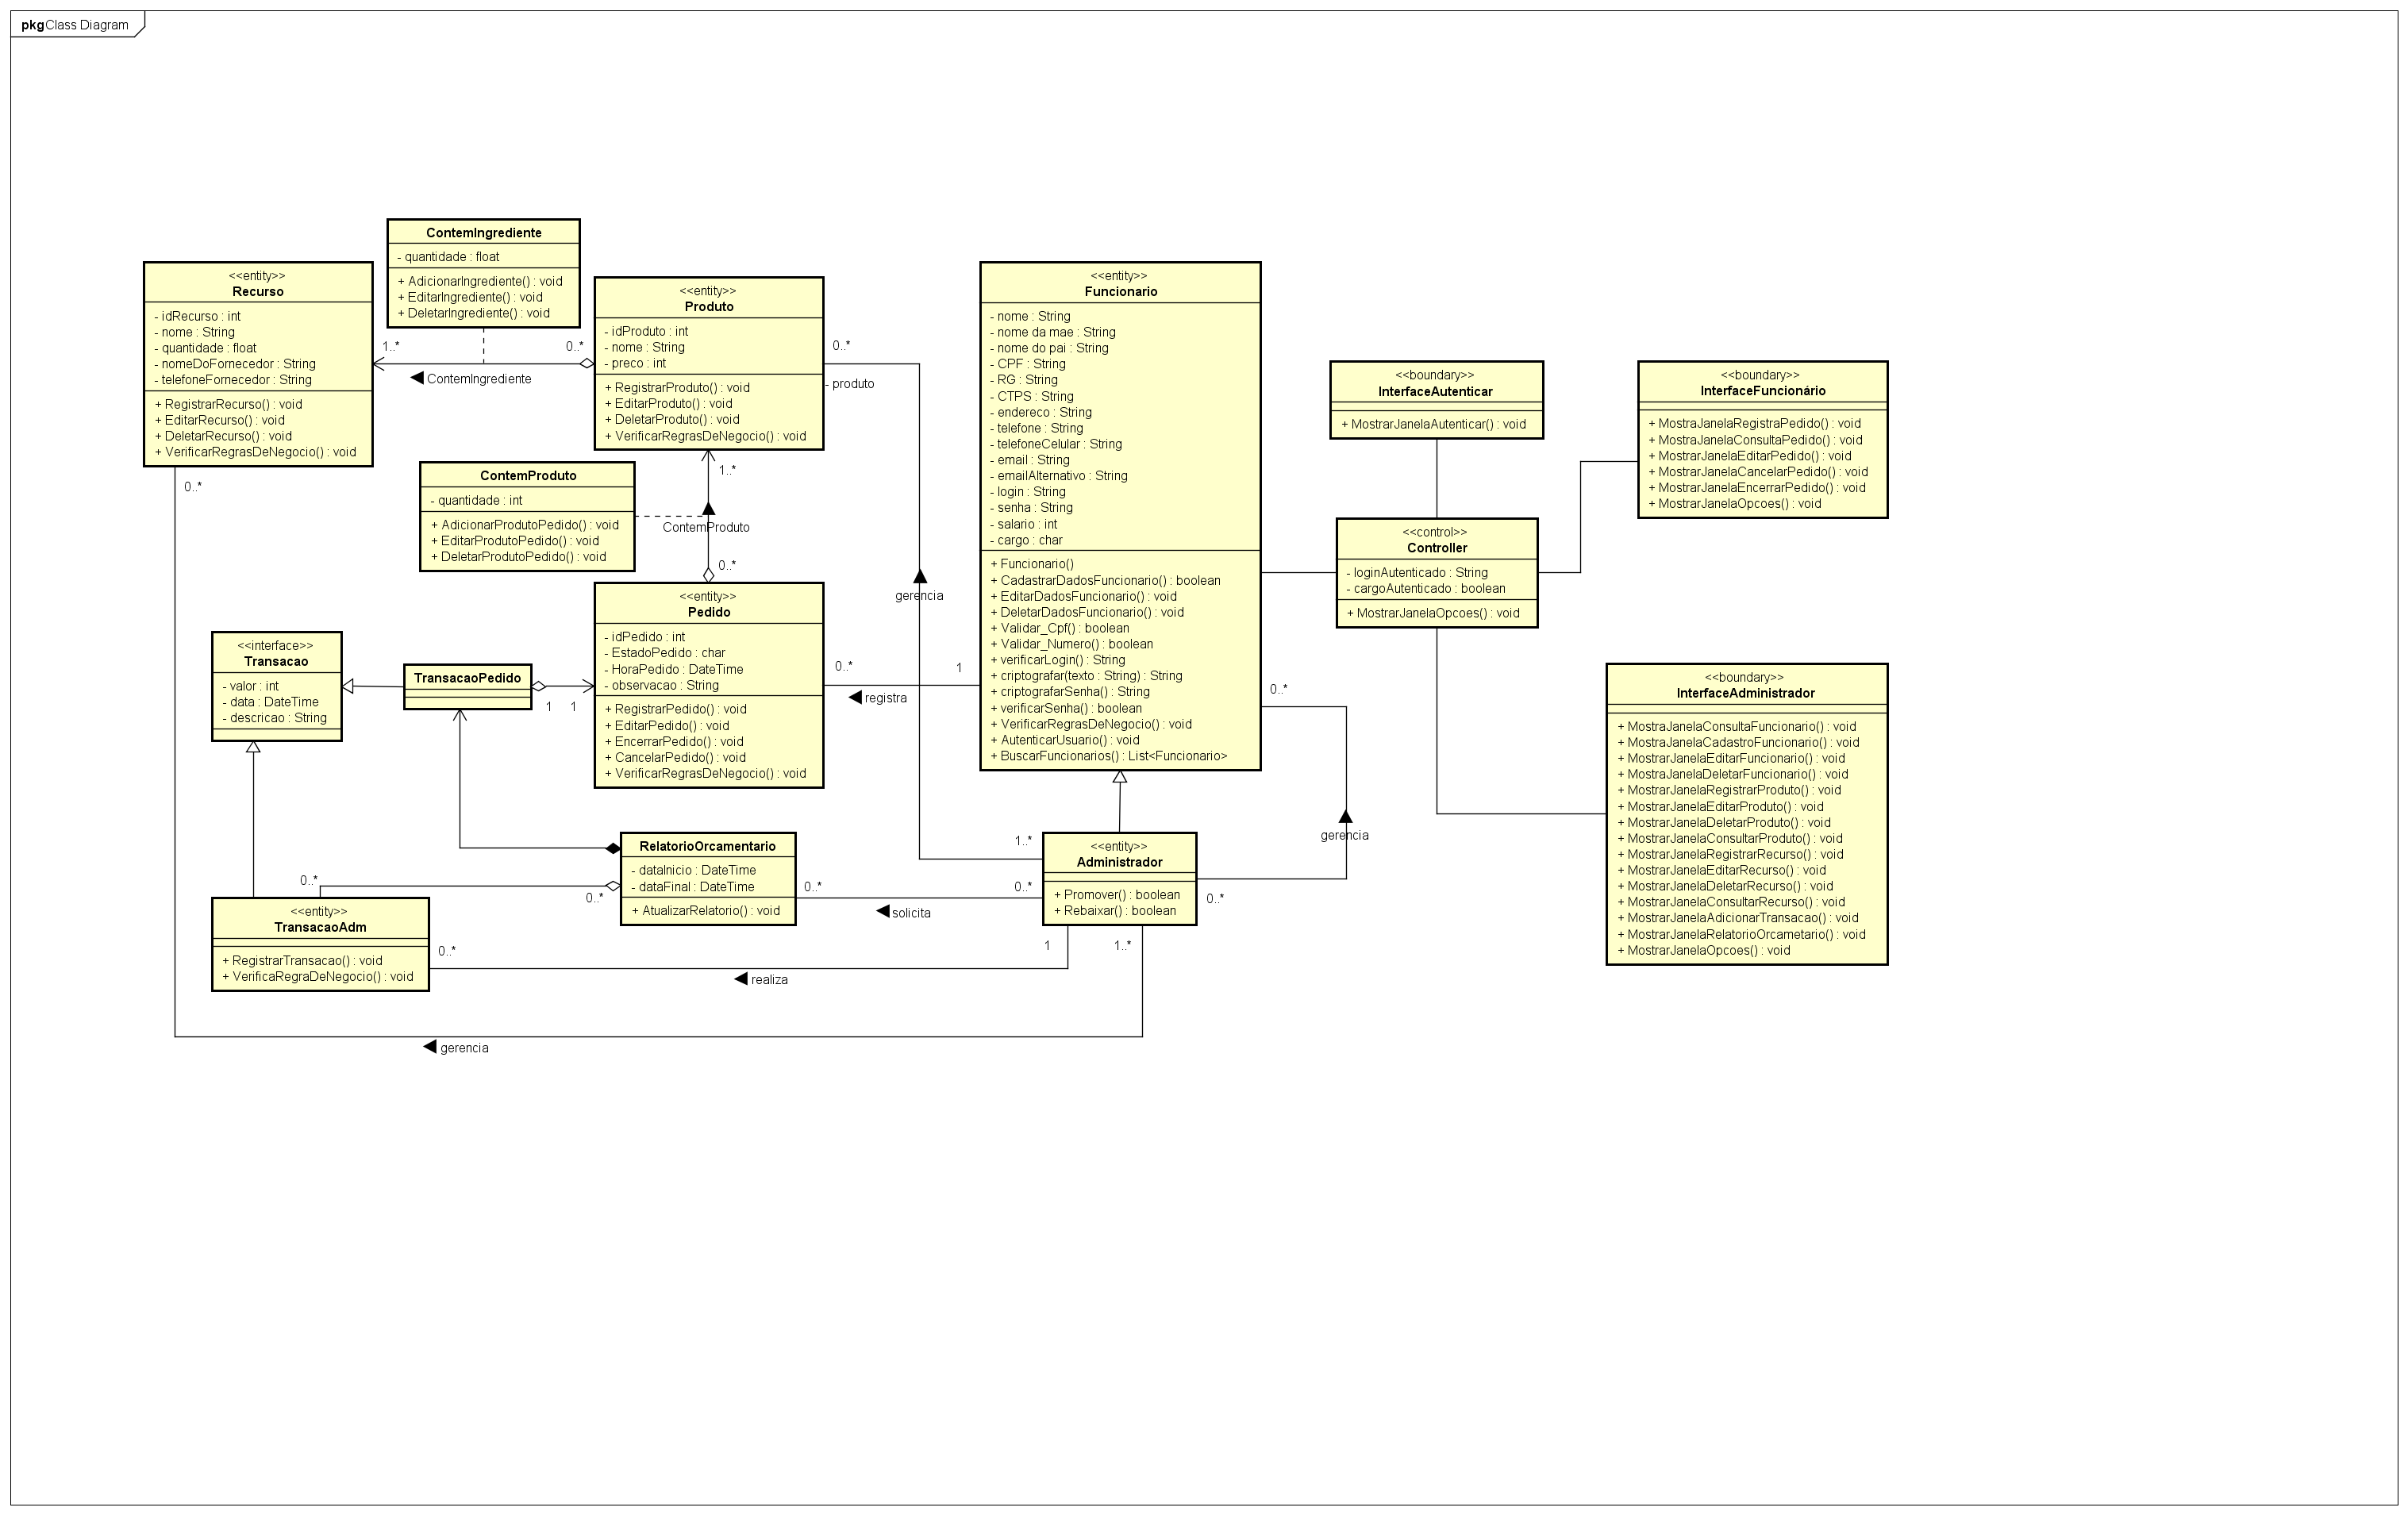 pkg Class Diagram
ContemIngrediente
- quantidade : float
+ AdicionarIngrediente() : void
+ EditarIngrediente() : void
+ DeletarIngrediente() : void
<<entity>>
Recurso
- idRecurso : int
- nome : String
- quantidade : float
- nomeDoFornecedor : String
- telefoneFornecedor : String
+ RegistrarRecurso() : void
+ EditarRecurso() : void
+ DeletarRecurso() : void
+ VerificarRegrasDeNegocio() : void
1..*
0..*
ContemIngrediente
<<entity>>
Produto
- idProduto : int
- nome : String
- preco : int
+ RegistrarProduto() : void
+ EditarProduto() : void
+ DeletarProduto() : void
+ VerificarRegrasDeNegocio() : void
0..*
- produto
<<entity>>
Funcionario
- nome : String
- nome da mae : String
- nome do pai : String
- CPF : String
- RG : String
- CTPS : String
- endereco : String
- telefone : String
- telefoneCelular : String
- email : String
- emailAlternativo : String
- login : String
- senha : String
- salario : int
- cargo : char
+ Funcionario()
+ CadastrarDadosFuncionario() : boolean
+ EditarDadosFuncionario() : void
+ DeletarDadosFuncionario() : void
+ Validar_Cpf() : boolean
+ Validar_Numero() : boolean
+ verificarLogin() : String
+ criptografar(texto : String) : String
+ criptografarSenha() : String
+ verificarSenha() : boolean
+ VerificarRegrasDeNegocio() : void
+ AutenticarUsuario() : void
+ BuscarFuncionarios() : List<Funcionario>
<<boundary>>
InterfaceAutenticar
+ MostrarJanelaAutenticar() : void
<<boundary>>
InterfaceFuncionário
+ MostraJanelaRegistraPedido() : void
+ MostraJanelaConsultaPedido() : void
+ MostrarJanelaEditarPedido() : void
+ MostrarJanelaCancelarPedido() : void
+ MostrarJanelaEncerrarPedido() : void
+ MostrarJanelaOpcoes() : void
0..*
ContemProduto
- quantidade : int
+ AdicionarProdutoPedido() : void
+ EditarProdutoPedido() : void
+ DeletarProdutoPedido() : void
1..*
ContemProduto
0..*
gerencia
<<control>>
Controller
- loginAutenticado : String
- cargoAutenticado : boolean
+ MostrarJanelaOpcoes() : void
<<entity>>
Pedido
- idPedido : int
- EstadoPedido : char
- HoraPedido : DateTime
- observacao : String
+ RegistrarPedido() : void
+ EditarPedido() : void
+ EncerrarPedido() : void
+ CancelarPedido() : void
+ VerificarRegrasDeNegocio() : void
<<interface>>
Transacao
- valor : int
- data : DateTime
- descricao : String
TransacaoPedido
1
1
0..*
1
registra
0..*
gerencia
<<boundary>>
InterfaceAdministrador
+ MostraJanelaConsultaFuncionario() : void
+ MostraJanelaCadastroFuncionario() : void
+ MostrarJanelaEditarFuncionario() : void
+ MostraJanelaDeletarFuncionario() : void
+ MostrarJanelaRegistrarProduto() : void
+ MostrarJanelaEditarProduto() : void
+ MostrarJanelaDeletarProduto() : void
+ MostrarJanelaConsultarProduto() : void
+ MostrarJanelaRegistrarRecurso() : void
+ MostrarJanelaEditarRecurso() : void
+ MostrarJanelaDeletarRecurso() : void
+ MostrarJanelaConsultarRecurso() : void
+ MostrarJanelaAdicionarTransacao() : void
+ MostrarJanelaRelatorioOrcametario() : void
+ MostrarJanelaOpcoes() : void
RelatorioOrcamentario
- dataInicio : DateTime
- dataFinal : DateTime
+ AtualizarRelatorio() : void
1..*
<<entity>>
Administrador
+ Promover() : boolean
+ Rebaixar() : boolean
0..*
0..*
0..*
0..*
0..*
solicita
<<entity>>
TransacaoAdm
+ RegistrarTransacao() : void
+ VerificaRegraDeNegocio() : void
0..*
1
1..*
realiza
gerencia